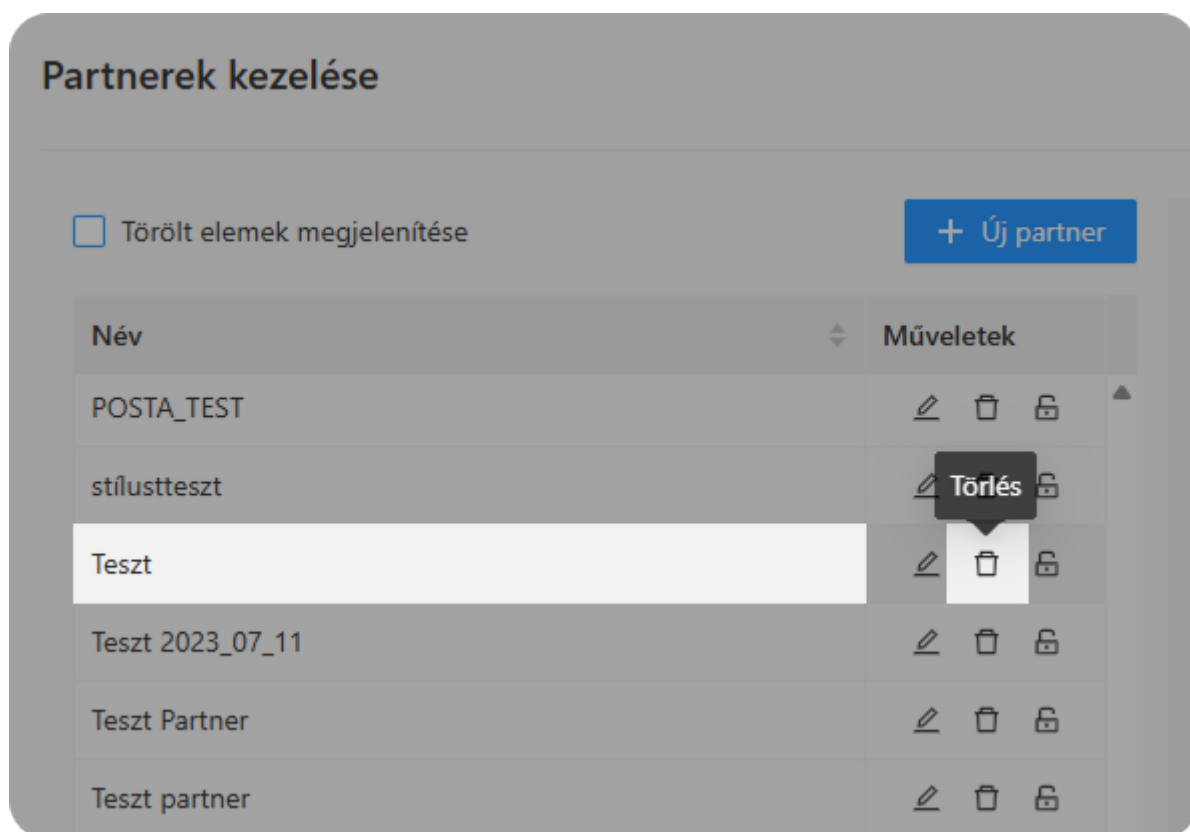 Partnerek kezelése
Törölt elemek megjelenítése
+ Új partner
Név Műveletek
POSTA_TEST
stílustteszt
Törlés
Teszt
Teszt 2023_07_11
Teszt Partner
Teszt partner